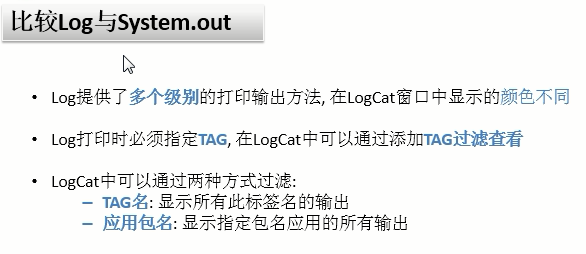 比较Log与System.out
• Log提供了多个级别的打印输出方法, 在LogCat窗口中显示的颜色不同
• Log打印时必须指定TAG, 在LogCat中可以通过添加TAG过滤查看
• LogCat中可以通过两种方式过滤:
– TAG名: 显示所有此标签名的输出
– 应用包名: 显示指定包名应用的所有输出